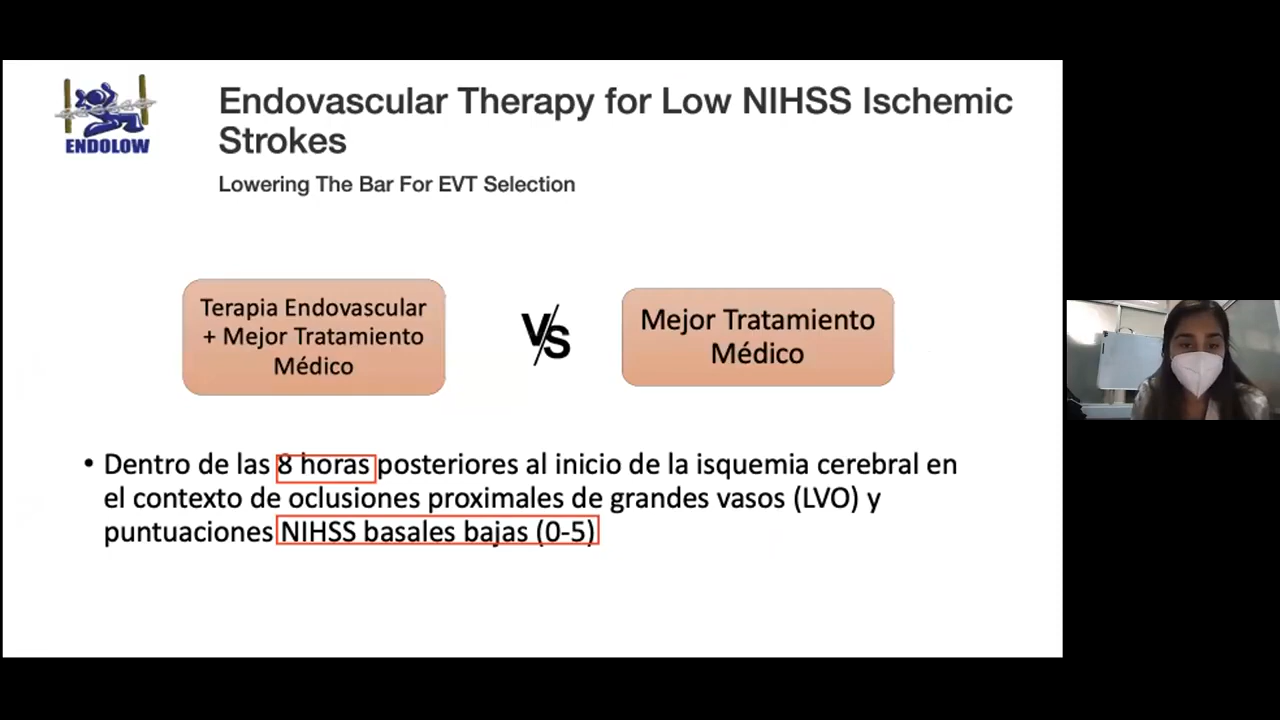 ENDOLOW
Endovascular Therapy for Low NIHSS Ischemic
Strokes
Lowering The Bar For EVT Selection
Terapia Endovascular
+ Mejor Tratamiento
Médico
VS
Mejor Tratamiento
Médico
• Dentro de las 8 horas posteriores al inicio de la isquemia cerebral en
el contexto de oclusiones proximales de grandes vasos (LVO) y
puntuaciones NIHSS basales bajas (0-5)